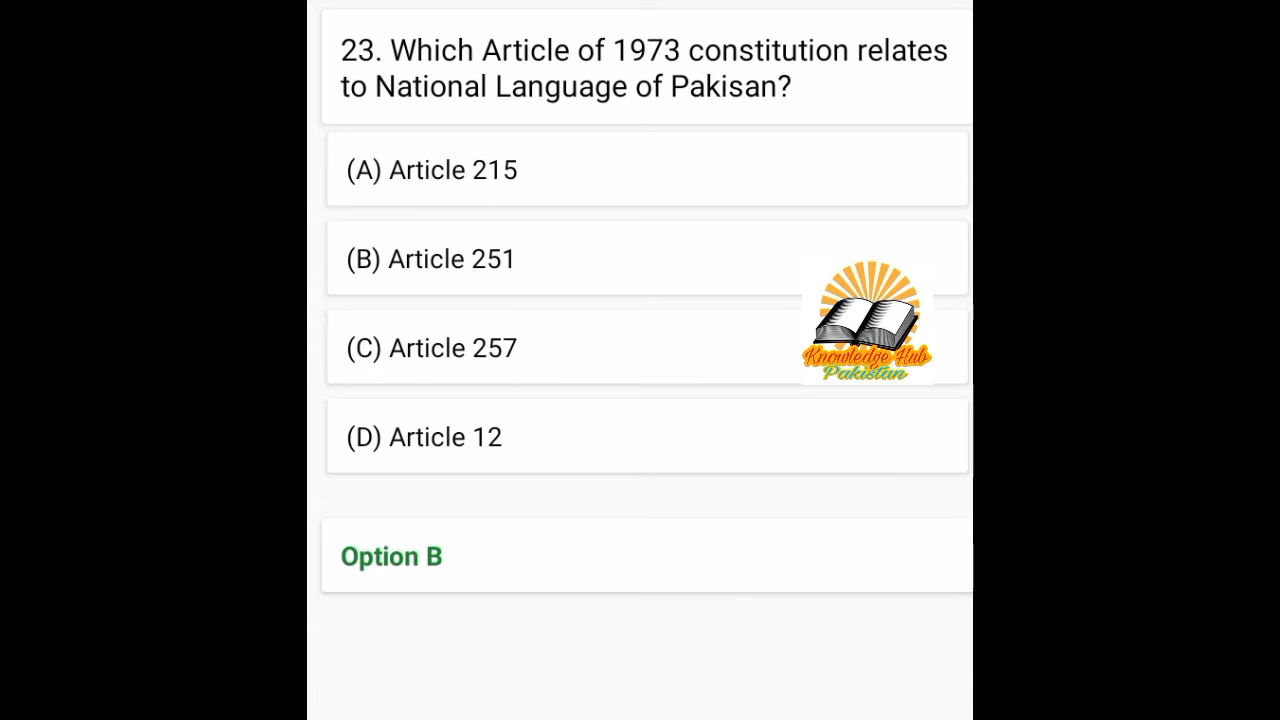 23. Which Article of 1973 constitution relates
to National Language of Pakisan?
(A) Article 215
(B) Article 251
(C) Article 257
(D) Article 12
Knowledge Hub
Pakistan
Option B